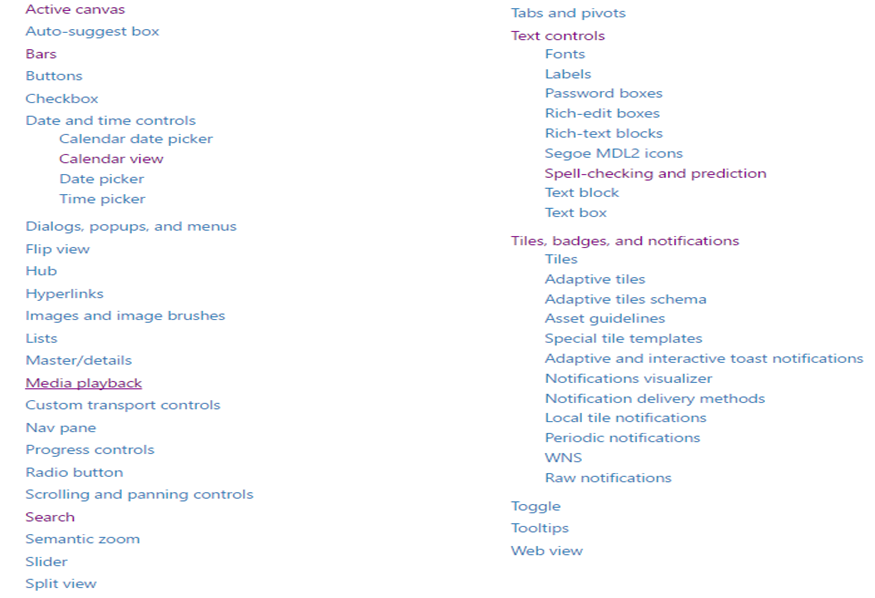 Active canvas
Auto-suggest box
Bars
Buttons
Checkbox
Date and time controls
Calendar date picker
Calendar view
Date picker
Time picker
Dialogs, popups, and menus
Flip view
Hub
Hyperlinks
Images and image brushes
Lists
Master/details
Media playback
Custom transport controls
Nav pane
Progress controls
Radio button
Scrolling and panning controls
Search
Semantic zoom
Slider
Split view
Tabs and pivots
Text controls
Fonts
Labels
Password boxes
Rich-edit boxes
Rich-text blocks
Segoe MDL2 icons
Spell-checking and prediction
Text block
Text box
Tiles, badges, and notifications
Tiles
Adaptive tiles
Adaptive tiles schema
Asset guidelines
Special tile templates
Adaptive and interactive toast notifications
Notifications visualizer
Notification delivery methods
Local tile notifications
Periodic notifications
WNS
Raw notifications
Toggle
Tooltips
Web view